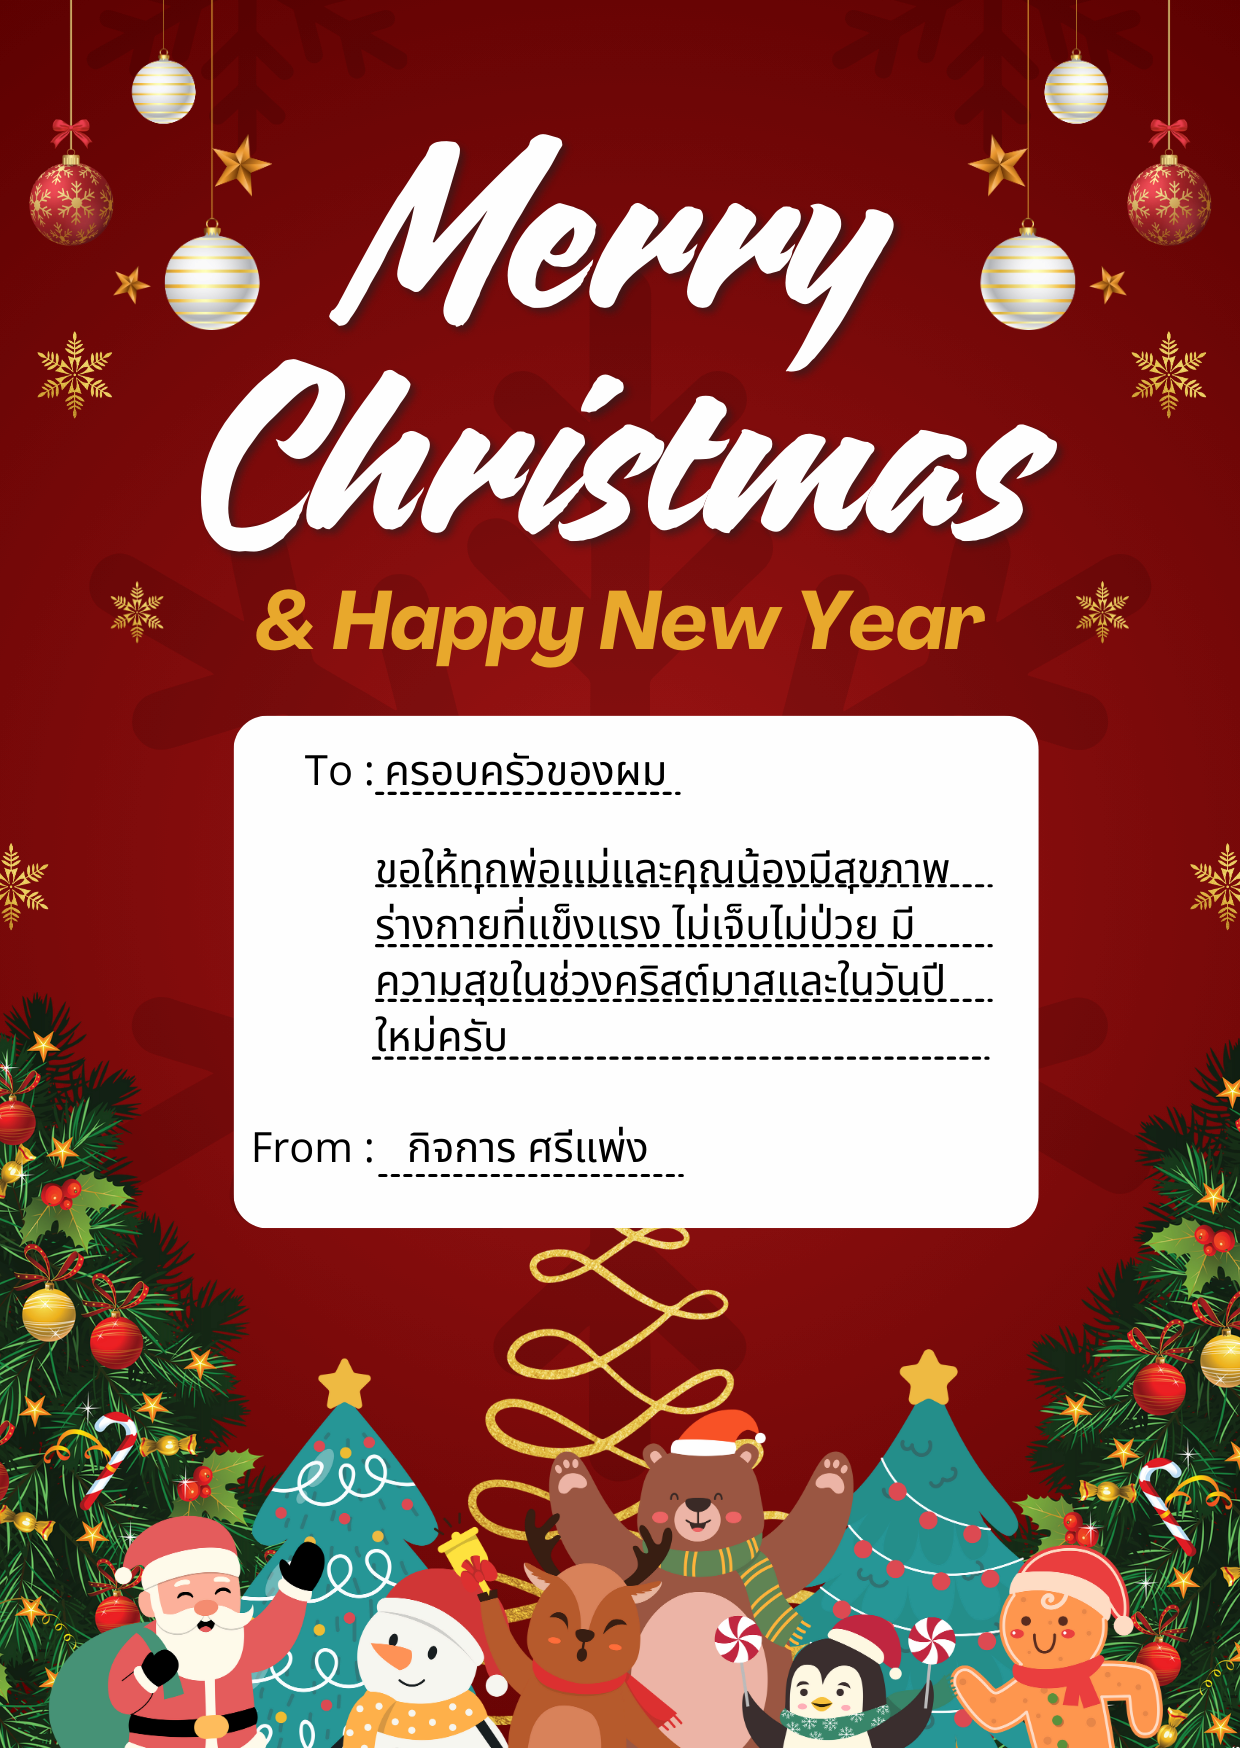 Merry
Christmas
& Happy New Year
To : ครอบครัวของผม
ขอให้ทุกพ่อแม่และคุณน้องมีสุขภาพ
ร่างกายที่แข็งแรง ไม่เจ็บไม่ป่วย มี
ความสุขในช่วงคริสต์มาสและในวันปี
ใหม่ครับ
From : กิจการ ศรีแพ่ง